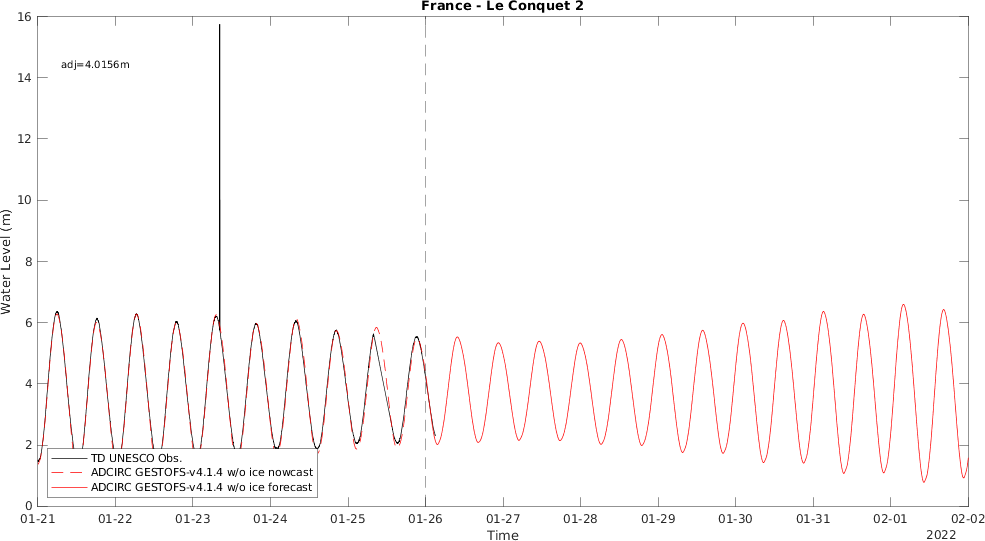 France - Le Conquet 2
16
adj=4.0156m
14
12
10
8
6
4
2
0
Water Level (m)
TD UNESCO Obs.
ADCIRC GESTOFS-v4.1.4 w/o ice nowcast
ADCIRC GESTOFS-v4.1.4 w/o ice forecast
01-21 01-22 01-23 01-24 01-25 01-26 01-27 01-28 01-29 01-30 01-31 02-01 02-02
Time
2022